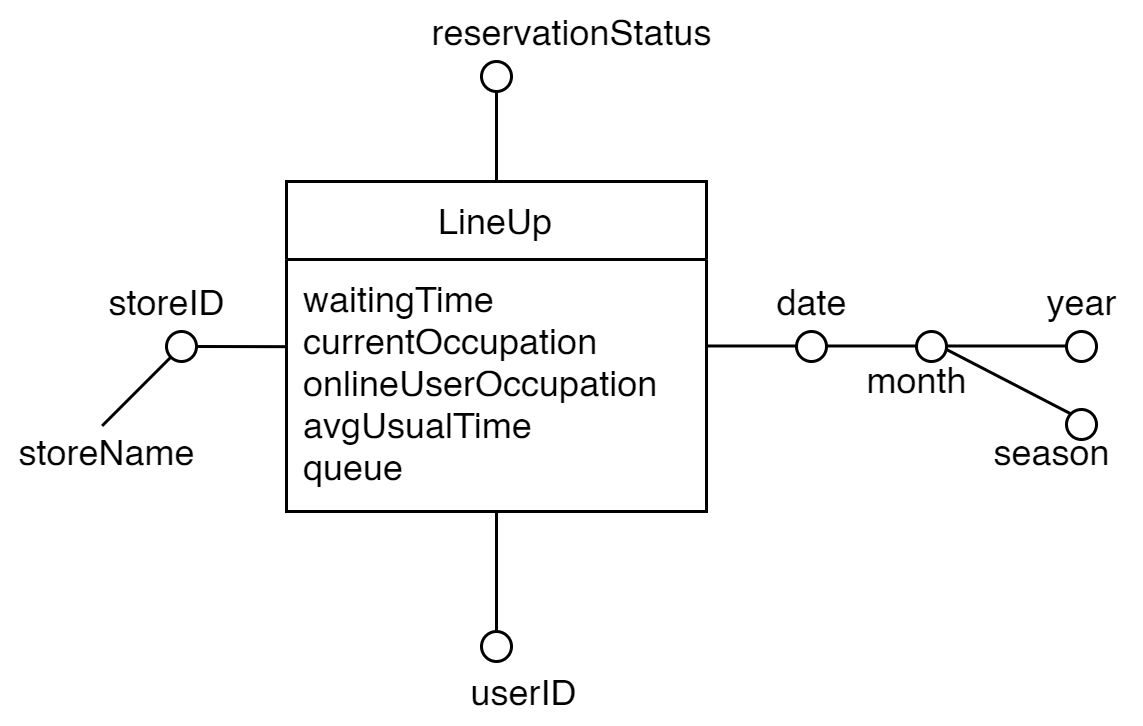 reservationStatus
LineUp
waitingTime
currentOccupation
onlineUserOccupation
avgUsualTime
queue
storeID
storeName
date
month
year
season
userID